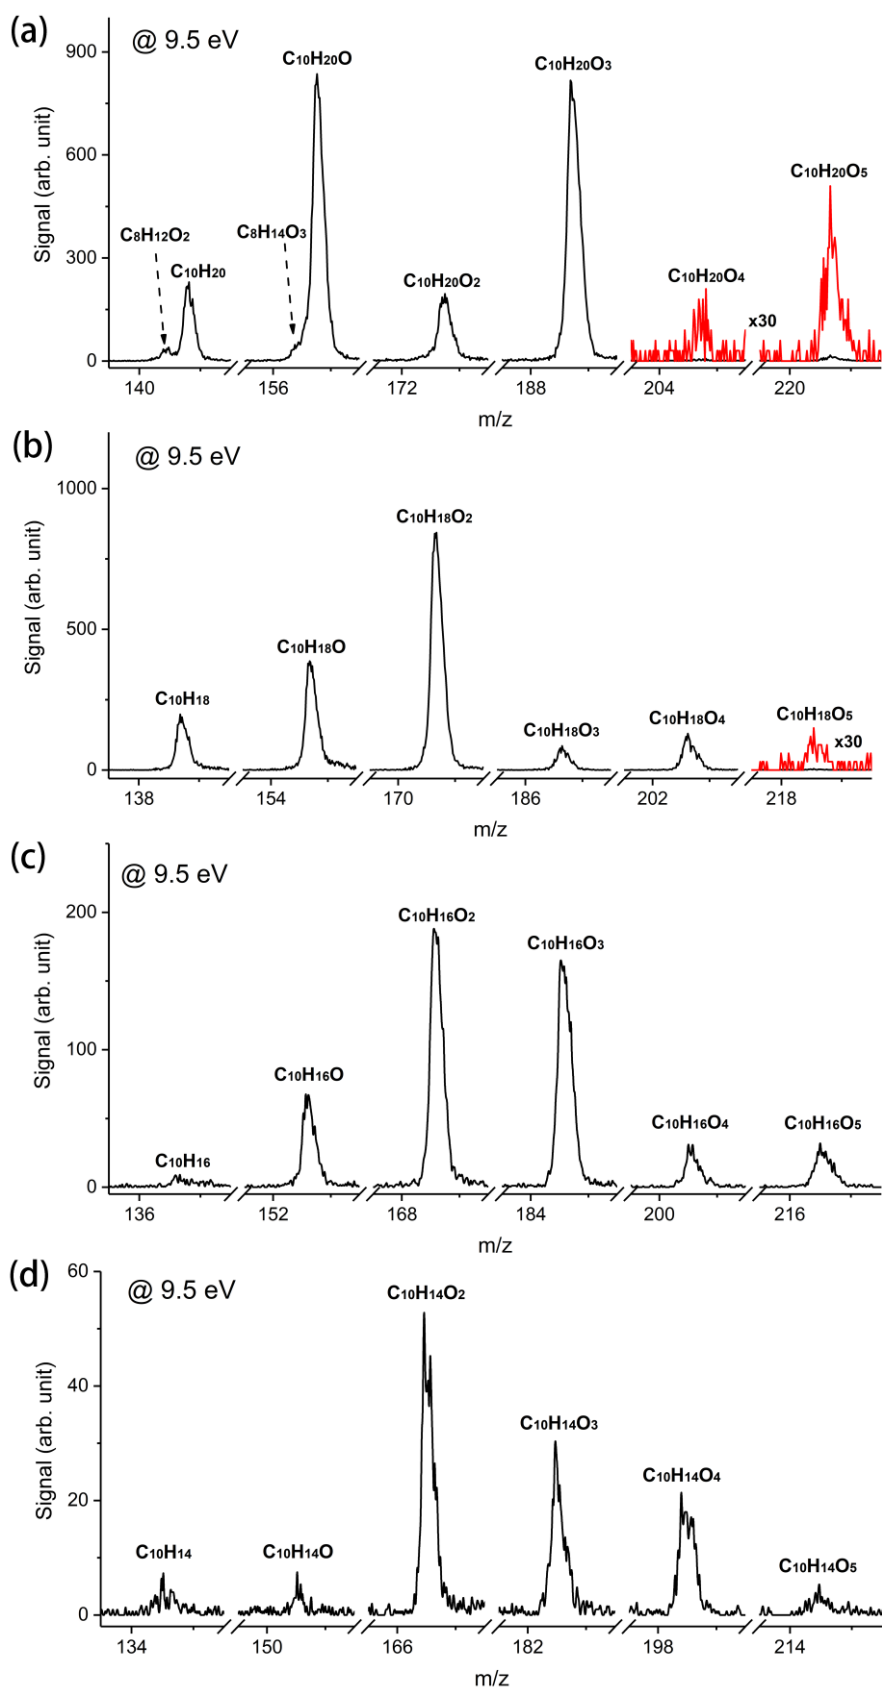 (a)
@ 9.5 eV
C₁₀H₂₀O
C₁₀H₂₀O₃
C₁₀H₂₀O₅
C₈H₁₂O₂
C₈H₁₄O₃
C₁₀H₂₀
C₁₀H₂₀O₂
C₁₀H₂₀O₄
x30
900
600
300
0
Signal (arb. unit)
140 156 172 188 204 220
m/z
(b)
@ 9.5 eV
C₁₀H₁₈O₂
C₁₀H₁₈O
C₁₀H₁₈
C₁₀H₁₈O₃
C₁₀H₁₈O₄
C₁₀H₁₈O₅
x30
1000
500
0
Signal (arb. unit)
138 154 170 186 202 218
m/z
(c)
@ 9.5 eV
C₁₀H₁₆O₂
C₁₀H₁₆O₃
C₁₀H₁₆O
C₁₀H₁₆
C₁₀H₁₆O₄
C₁₀H₁₆O₅
200
100
0
Signal (arb. unit)
136 152 168 184 200 216
m/z
(d)
@ 9.5 eV
C₁₀H₁₄O₂
C₁₀H₁₄O₃
C₁₀H₁₄O₄
C₁₀H₁₄
C₁₀H₁₄O
C₁₀H₁₄O₅
60
40
20
0
Signal (arb. unit)
134 150 166 182 198 214
m/z